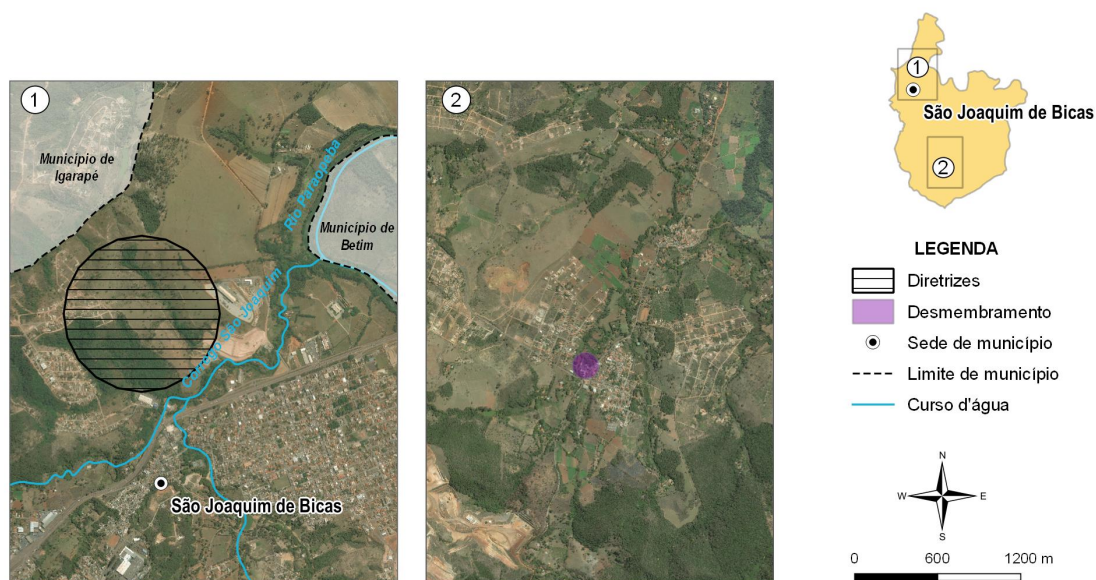 1
Município de
Igarapé
Rio Paraopeba
Município de
Betim
Córrego São Joaquim
São Joaquim de Bicas
2
1
São Joaquim de Bicas
2
LEGENDA
Diretrizes
Desmembramento
Sede de município
Limite de município
Curso d'água
N
W
E
S
0 600 1200 m